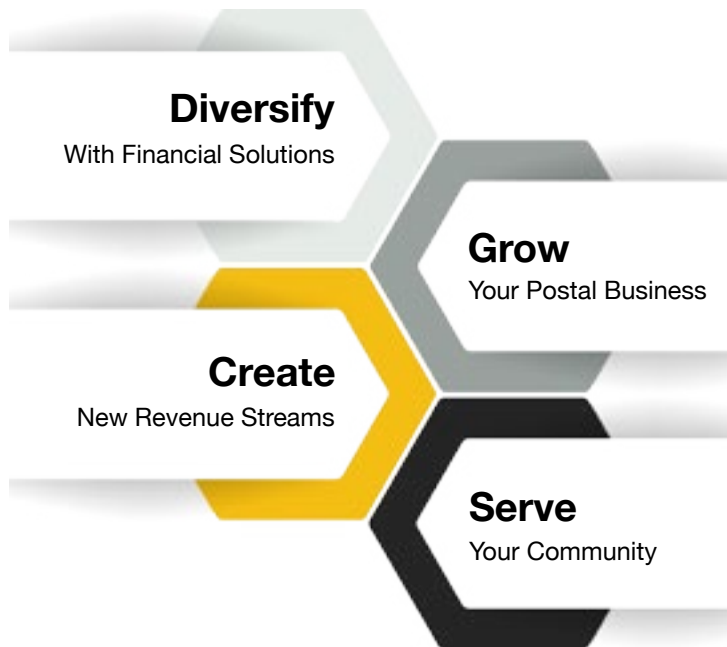 Diversify
With Financial Solutions
Grow
Your Postal Business
Create
New Revenue Streams
Serve
Your Community